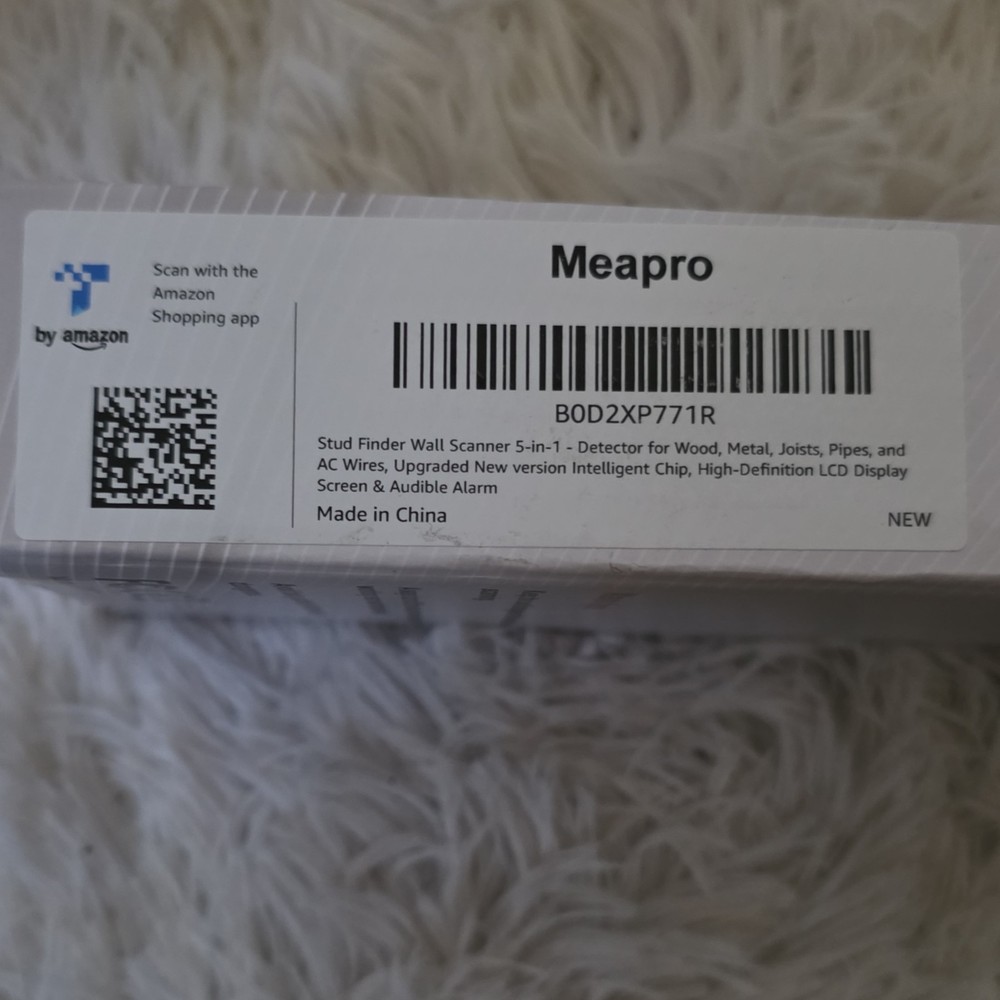 Meapro
Scan with the
Amazon
Shopping app
by amazon
B0D2XP771R
Stud Finder Wall Scanner 5-in-1 - Detector for Wood, Metal, Joists, Pipes, and
AC Wires, Upgraded New version Intelligent Chip, High-Definition LCD Display
Screen & Audible Alarm
Made in China
NEW